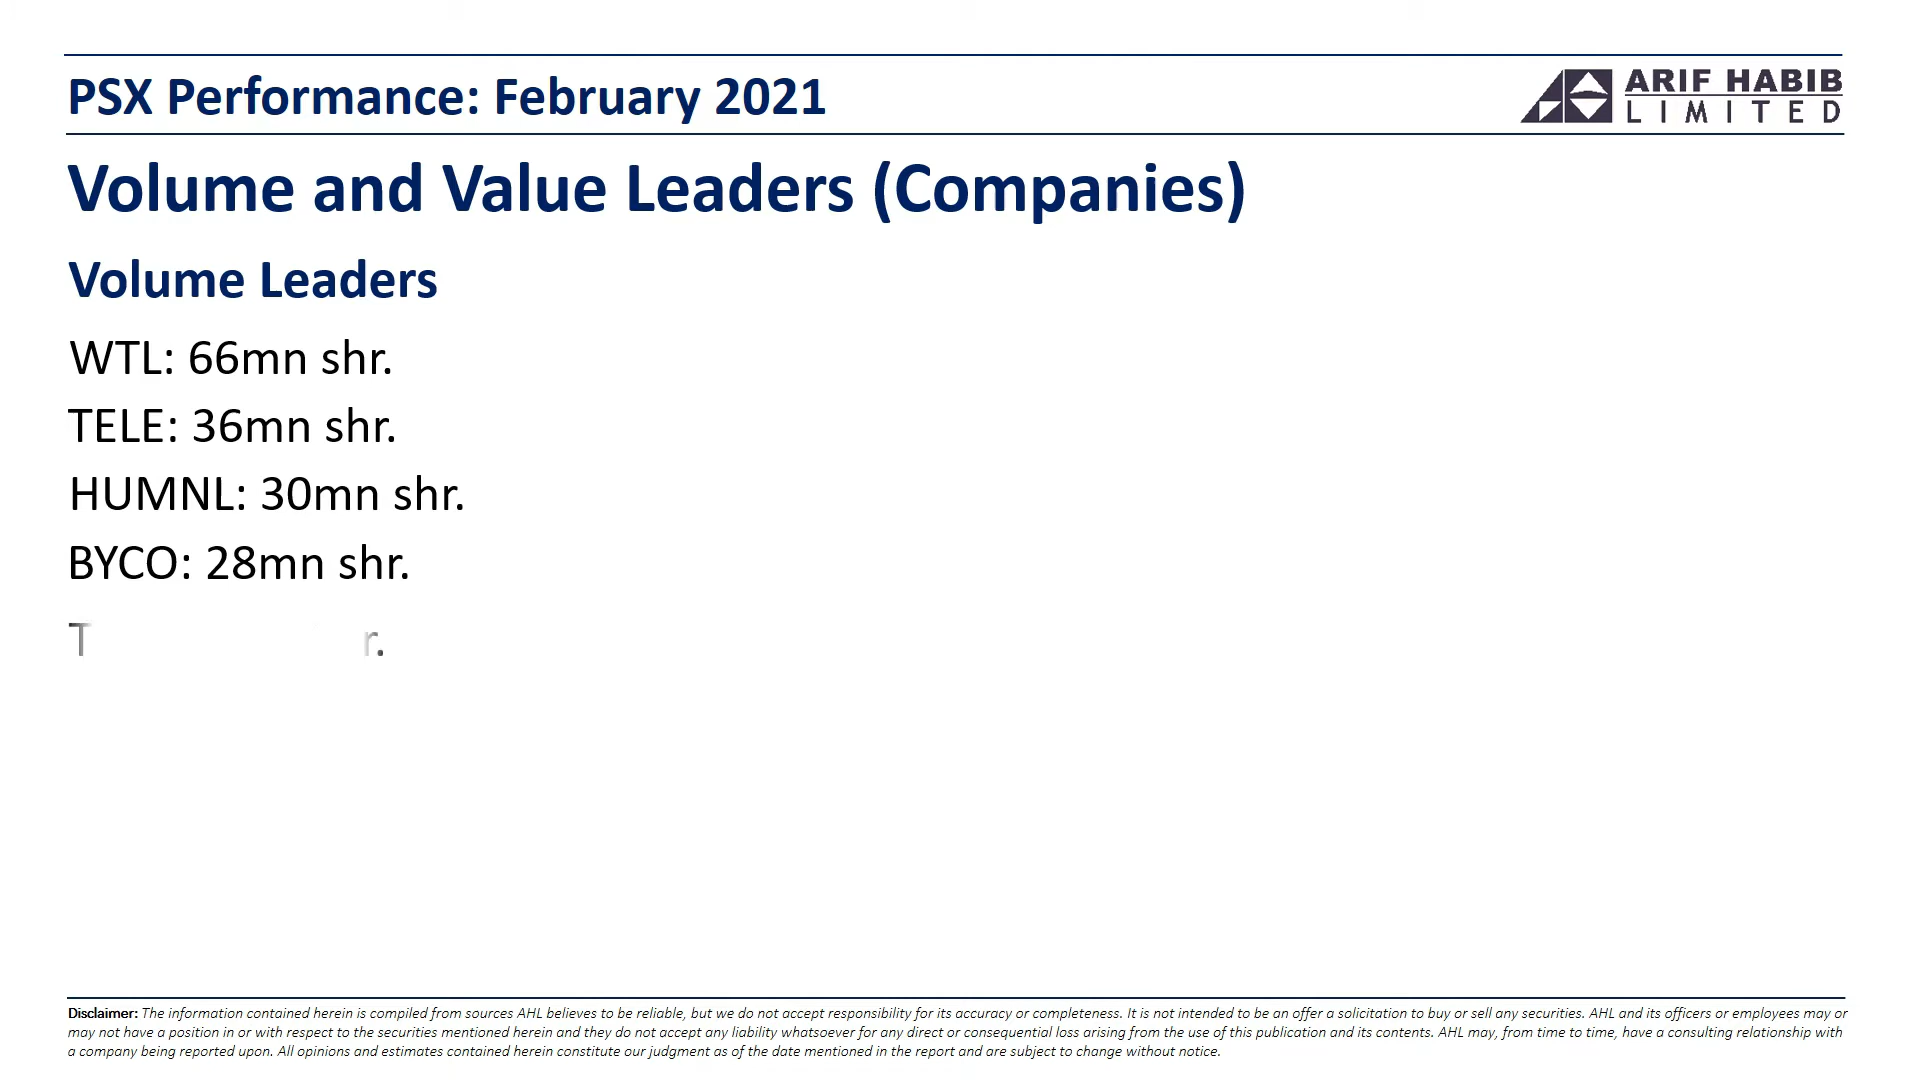 PSX Performance: February 2021
ARIF HABIB
LIMITED
Volume and Value Leaders (Companies)
Volume Leaders
WTL: 66mn shr.
TELE: 36mn shr.
HUMNL: 30mn shr.
BYCO: 28mn shr.
Disclaimer: The information contained herein is compiled from sources AHL believes to be reliable, but we do not accept responsibility for its accuracy or completeness. It is not intended to be an offer a solicitation to buy or sell any securities. AHL and its officers or employees may or
may not have a position in or with respect to the securities mentioned herein and they do not accept any liability whatsoever for any direct or consequential loss arising from the use of this publication and its contents. AHL may, from time to time, have a consulting relationship with
a company being reported upon. All opinions and estimates contained herein constitute our judgment as of the date mentioned in the report and are subject to change without notice.